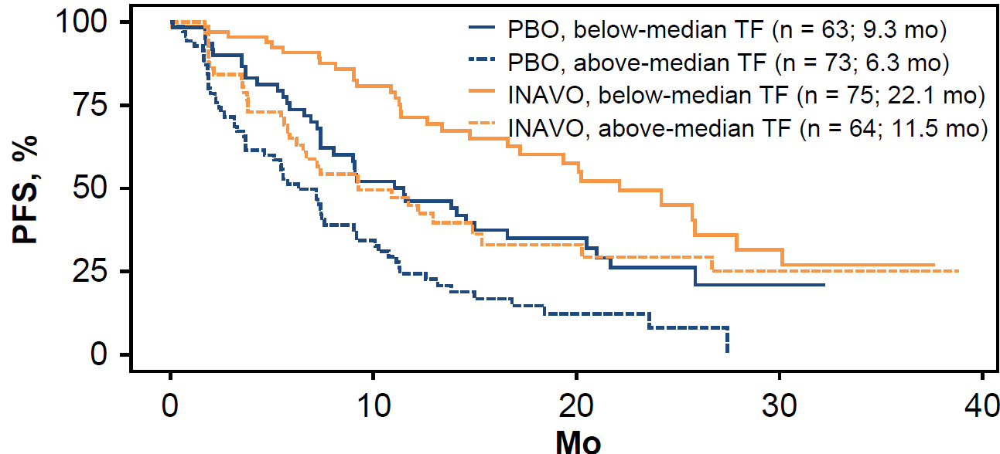 100
75
50
25
0
PFS, %
PBO, below-median TF (n = 63; 9.3 mo)
PBO, above-median TF (n = 73; 6.3 mo)
INAVO, below-median TF (n = 75; 22.1 mo)
INAVO, above-median TF (n = 64; 11.5 mo)
0 10 20 30 40
Mo